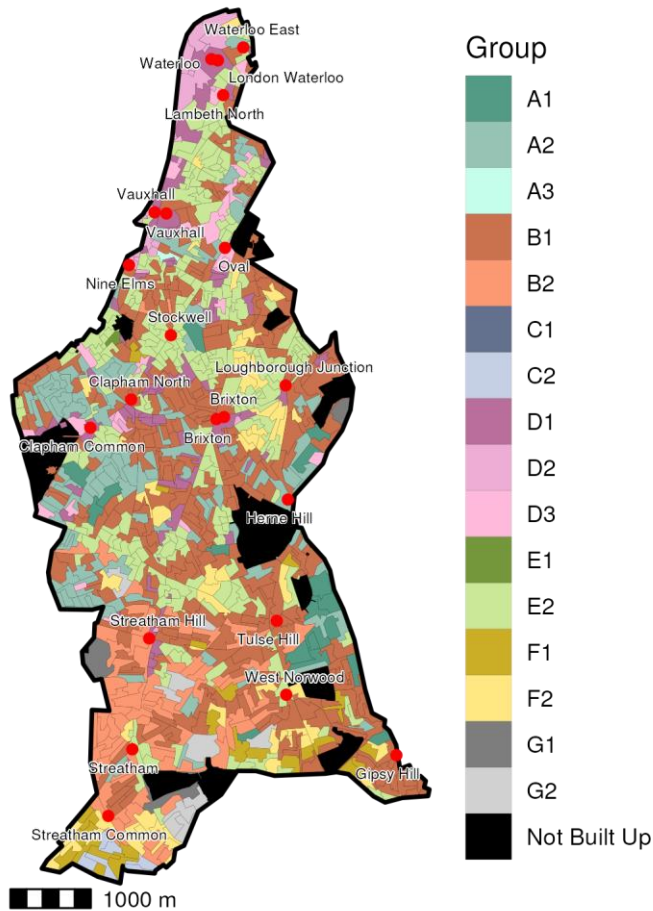 Waterloo East
Waterloo
London Waterloo
Lambeth North
Vauxhall
Vauxhall
Oval
Nine Elms
Stockwell
Loughborough Junction
Clapham North
Brixton
Brixton
Clapham Common
Herne Hill
Streatham Hill
Tulse Hill
West Norwood
Streatham
Gipsy Hill
Streatham Common
1000 m
Group
A1
A2
A3
B1
B2
C1
C2
D1
D2
D3
E1
E2
F1
F2
G1
G2
Not Built Up